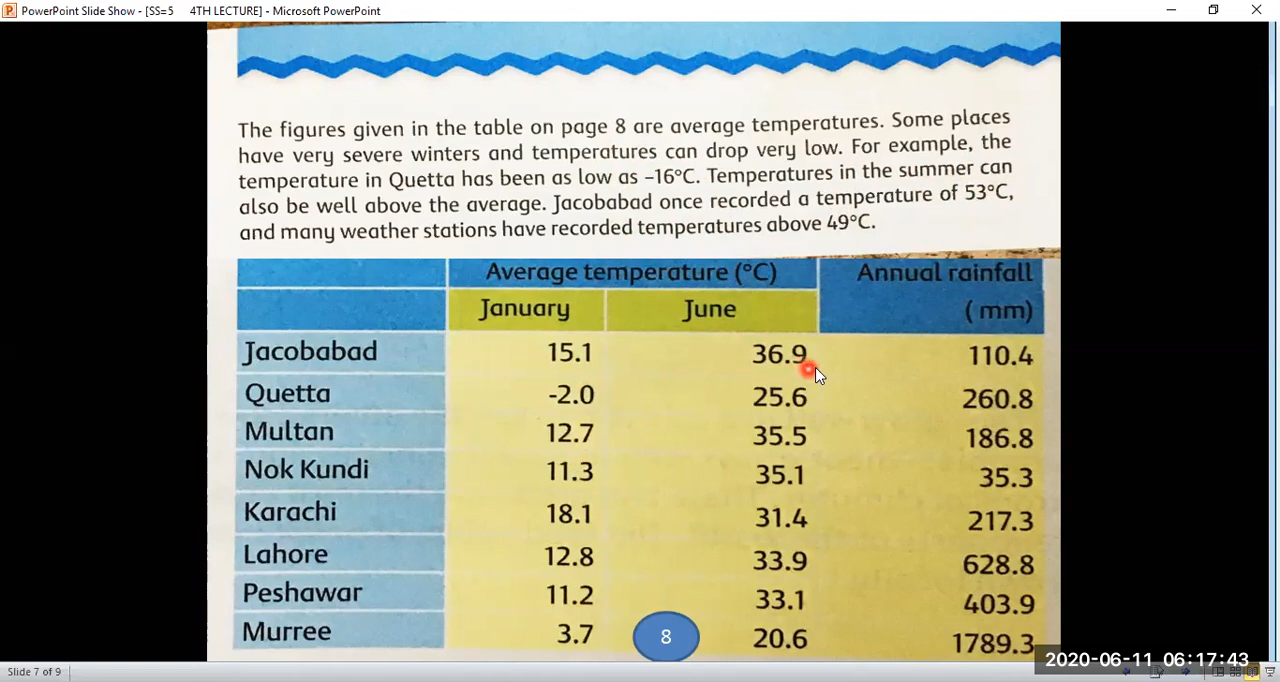 PowerPoint Slide Show - [SS=5 4TH LECTURE] - Microsoft PowerPoint
The figures given in the table on page 8 are average temperatures. Some places
have very severe winters and temperatures can drop very low. For example, the
temperature in Quetta has been as low as –16°C. Temperatures in the summer can
also be well above the average. Jacobabad once recorded a temperature of 53°C,
and many weather stations have recorded temperatures above 49°C.
Average temperature (°C) Annual rainfall
January June (mm)
Jacobabad 15.1 36.9 110.4
Quetta -2.0 25.6 260.8
Multan 12.7 35.5 186.8
Nok Kundi 11.3 35.1 35.3
Karachi 18.1 31.4 217.3
Lahore 12.8 33.9 628.8
Peshawar 11.2 33.1 403.9
Murree 3.7 20.6 1789.3
8
2020-06-11 06:17:43
Slide 7 of 9